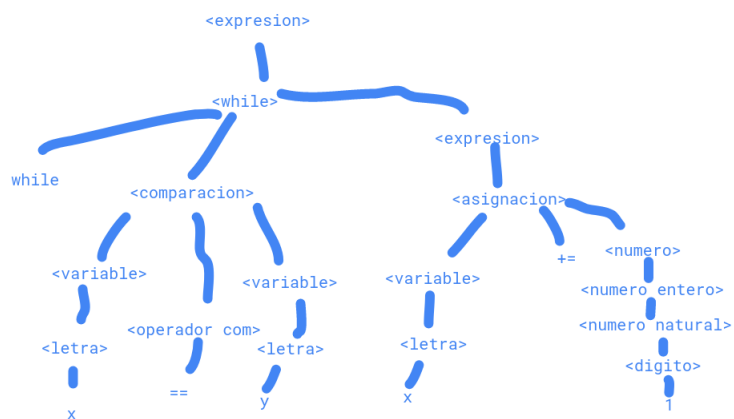 <expresion>
<while>
<expresion>
while
<comparacion>
<asignacion>
<variable>
<variable>
<variable>
+=
<numero>
<numero entero>
<letra>
<operador com>
<letra>
<letra>
<numero natural>
<digito>
x
==
y
x
1